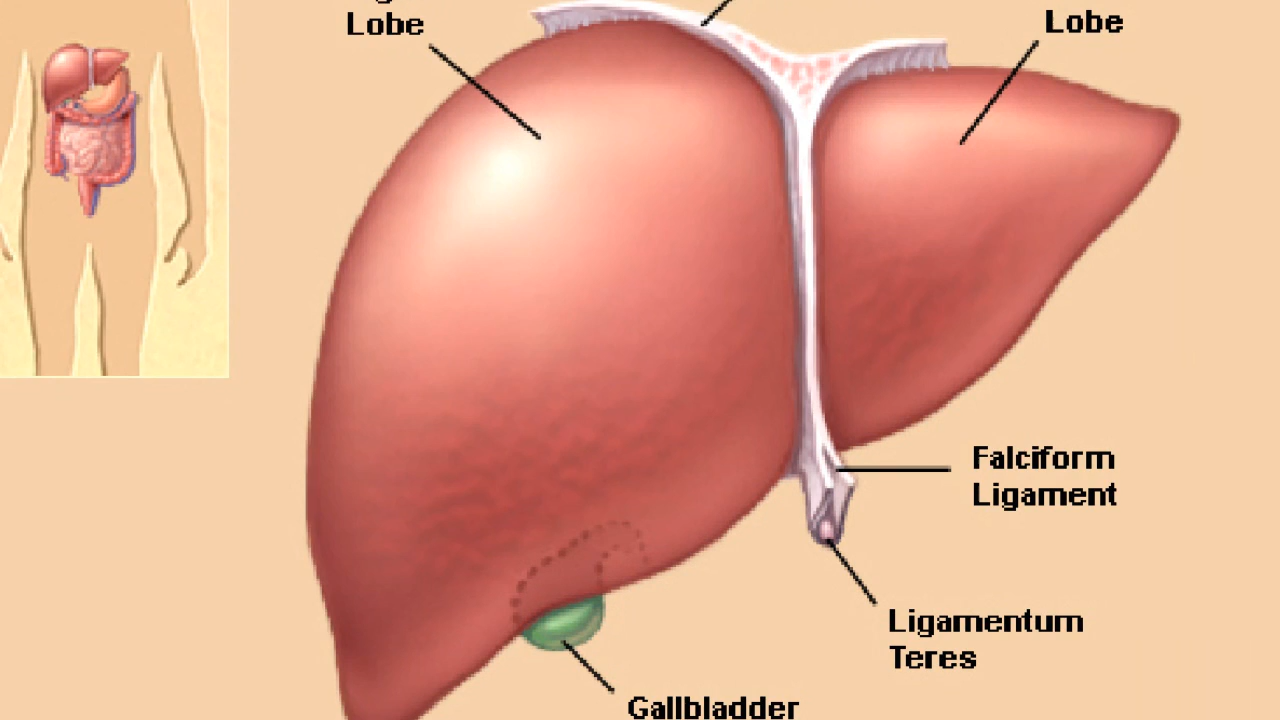 Lobe
Lobe
Falciform
Ligament
Ligamentum
Teres
Gallbladder